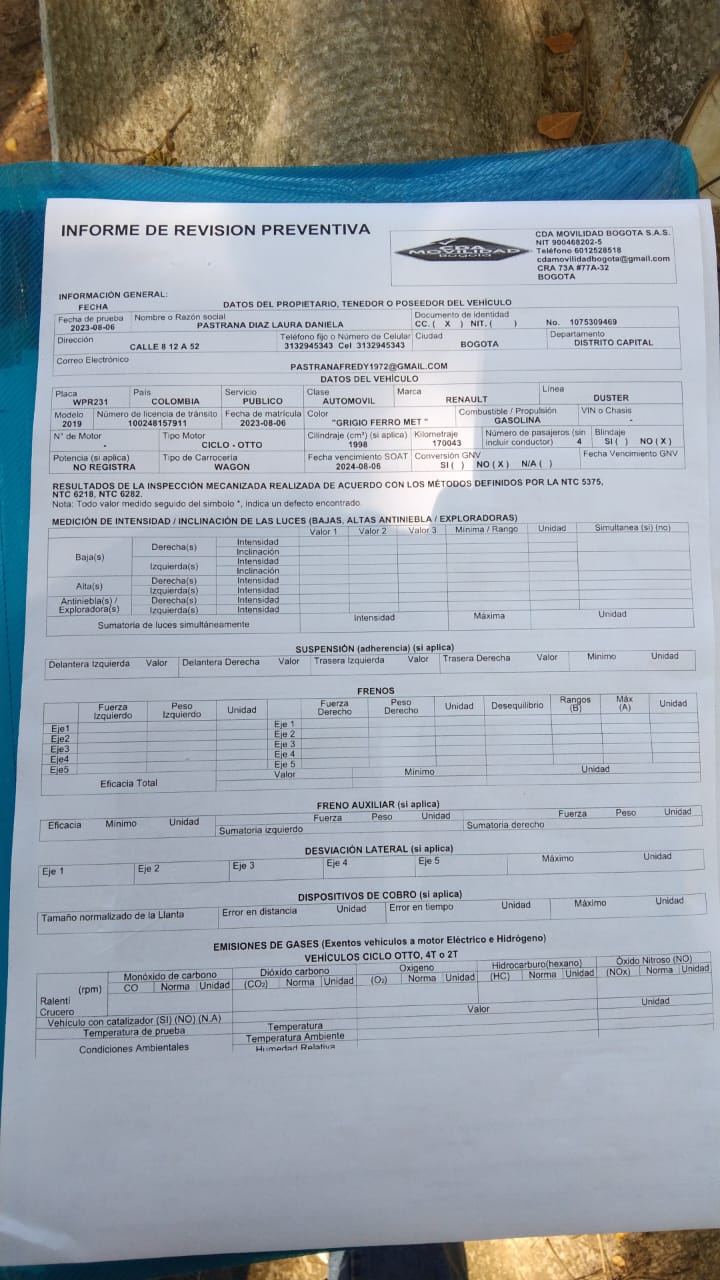 INFORME DE REVISION PREVENTIVA
CDA
MOVILIDAD
Bogota
CDA MOVILIDAD BOGOTA S.A.S.
NIT 900468202-5
Teléfono 6012528518
cdamovilidadbogota@gmail.com
CRA 73A #77A-32
BOGOTA
INFORMACIÓN GENERAL:
FECHA DATOS DEL PROPIETARIO, TENEDOR O POSEEDOR DEL VEHÍCULO
Fecha de prueba Nombre o Razón social Documento de identidad
2023-08-06 PASTRANA DIAZ LAURA DANIELA CC. ( X ) NIT. ( ) No. 1075309469
Dirección Teléfono fijo o Número de Celular Ciudad Departamento
CALLE 8 12 A 52 3132945343 Cel 3132945343 BOGOTA DISTRITO CAPITAL
Correo Electrónico
PASTRANAFREDY1972@GMAIL.COM
DATOS DEL VEHÍCULO
Placa País Servicio Clase Marca Línea
WPR231 COLOMBIA PUBLICO AUTOMOVIL RENAULT DUSTER
Modelo Número de licencia de tránsito Fecha de matrícula Color Combustible / Propulsión VIN o Chasis
2019 100248157911 2023-08-06 "GRIGIO FERRO MET " GASOLINA -
N° de Motor Tipo Motor Cilindraje (cm³) (si aplica) Kilometraje Número de pasajeros (sin incluir conductor) 4 Blindaje
- CICLO - OTTO 1998 170043 SI ( ) NO ( X )
Potencia (si aplica) Tipo de Carrocería Fecha vencimiento SOAT Conversión GNV Fecha Vencimiento GNV
NO REGISTRA WAGON 2024-08-06 SI ( ) NO ( X ) N/A ( )
RESULTADOS DE LA INSPECCIÓN MECANIZADA REALIZADA DE ACUERDO CON LOS MÉTODOS DEFINIDOS POR LA NTC 5375,
NTC 6218, NTC 6282.
Nota: Todo valor medido seguido del simbolo *, indica un defecto encontrado
MEDICIÓN DE INTENSIDAD / INCLINACIÓN DE LAS LUCES (BAJAS, ALTAS ANTINIEBLA / EXPLORADORAS)
Valor 1 Valor 2 Valor 3 Mínima / Rango Unidad Simultanea (si) (no)
Baja(s) Derecha(s) Intensidad
Inclinación
Izquierda(s) Intensidad
Inclinación
Alta(s) Derecha(s) Intensidad
Izquierda(s) Intensidad
Antiniebla(s) / Exploradora(s) Derecha(s) Intensidad
Izquierda(s) Intensidad
Sumatoria de luces simultáneamente Intensidad Máxima Unidad
SUSPENSIÓN (adherencia) (si aplica)
Delantera Izquierda Valor Delantera Derecha Valor Trasera Izquierda Valor Trasera Derecha Valor Minimo Unidad
FRENOS
Fuerza Izquierdo Peso Izquierdo Unidad Fuerza Derecho Peso Derecho Unidad Desequilibrio Rangos (B) Máx (A) Unidad
Eje1 Eje 1
Eje2 Eje 2
Eje3 Eje 3
Eje4 Eje 4
Eje5 Eje 5
Eficacia Total Valor Mínimo Unidad
FRENO AUXILIAR (si aplica)
Eficacia Mínimo Unidad Sumatoria izquierdo Fuerza Peso Unidad Sumatoria derecho Fuerza Peso Unidad
DESVIACIÓN LATERAL (si aplica)
Eje 1 Eje 2 Eje 3 Eje 4 Eje 5 Máximo Unidad
DISPOSITIVOS DE COBRO (si aplica)
Tamaño normalizado de la Llanta Error en distancia Unidad Error en tiempo Unidad Máximo Unidad
EMISIONES DE GASES (Exentos vehiculos a motor Eléctrico e Hidrógeno)
VEHÍCULOS CICLO OTTO, 4T o 2T
(rpm) Monóxido de carbono Dióxido carbono Oxigeno Hidrocarburo(hexano) Óxido Nitroso (NO)
CO Norma Unidad (CO₂) Norma Unidad (O₂) Norma Unidad (HC) Norma Unidad (NOx) Norma Unidad
Ralenti
Crucero
Vehículo con catalizador (SI) (NO) (N.A) Valor Unidad
Temperatura de prueba Temperatura
Condiciones Ambientales Temperatura Ambiente
Humedad Relativa